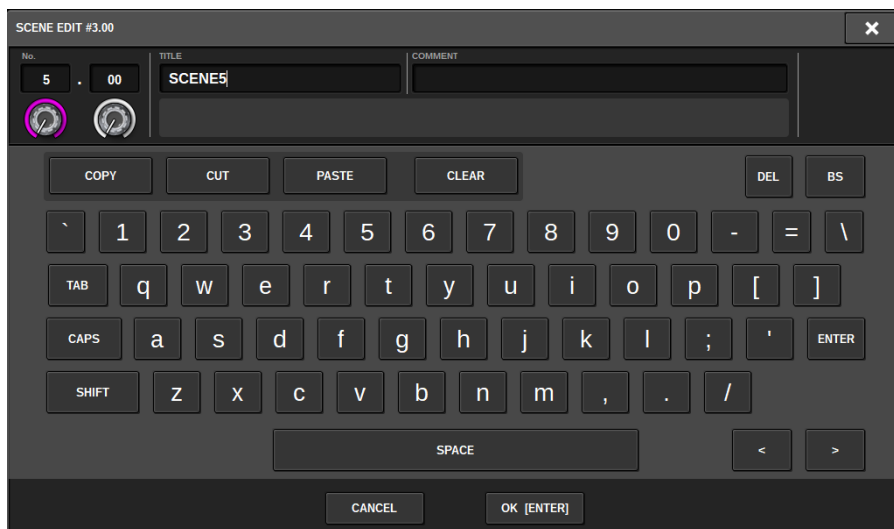 SCENE EDIT #3.00
No. TITLE COMMENT
5 . 00 SCENE5
COPY CUT PASTE CLEAR DEL BS
` 1 2 3 4 5 6 7 8 9 0 - = \
TAB q w e r t y u i o p [ ]
CAPS a s d f g h j k l ; ' ENTER
SHIFT z x c v b n m , . /
SPACE < >
CANCEL OK [ENTER]